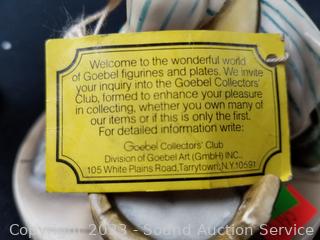 Welcome to the wonderful world
of Goebel figurines and plates. We invite
your inquiry into the Goebel Collectors'
Club, formed to enhance your pleasure
in collecting, whether you own many of
our items or if this is only the first.
For detailed information write:
Goebel Collectors' Club
Division of Goebel Art (GmbH) INC.,
105 White Plains Road, Tarrytown, N.Y. 10591
Copyright 2023 - Sound Auction Service